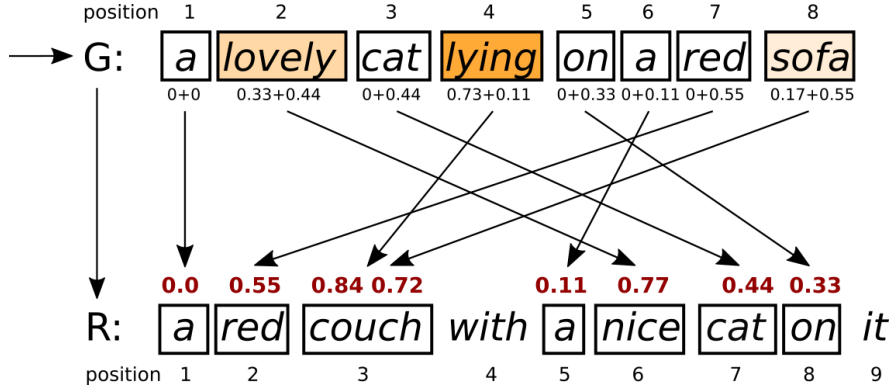 position 1 2 3 4 5 6 7 8
G: a lovely cat lying on a red sofa
0+0 0.33+0.44 0+0.44 0.73+0.11 0+0.33 0+0.11 0+0.55 0.17+0.55
0.0 0.55 0.84 0.72 0.11 0.77 0.44 0.33
R: a red couch with a nice cat on it
position 1 2 3 4 5 6 7 8 9